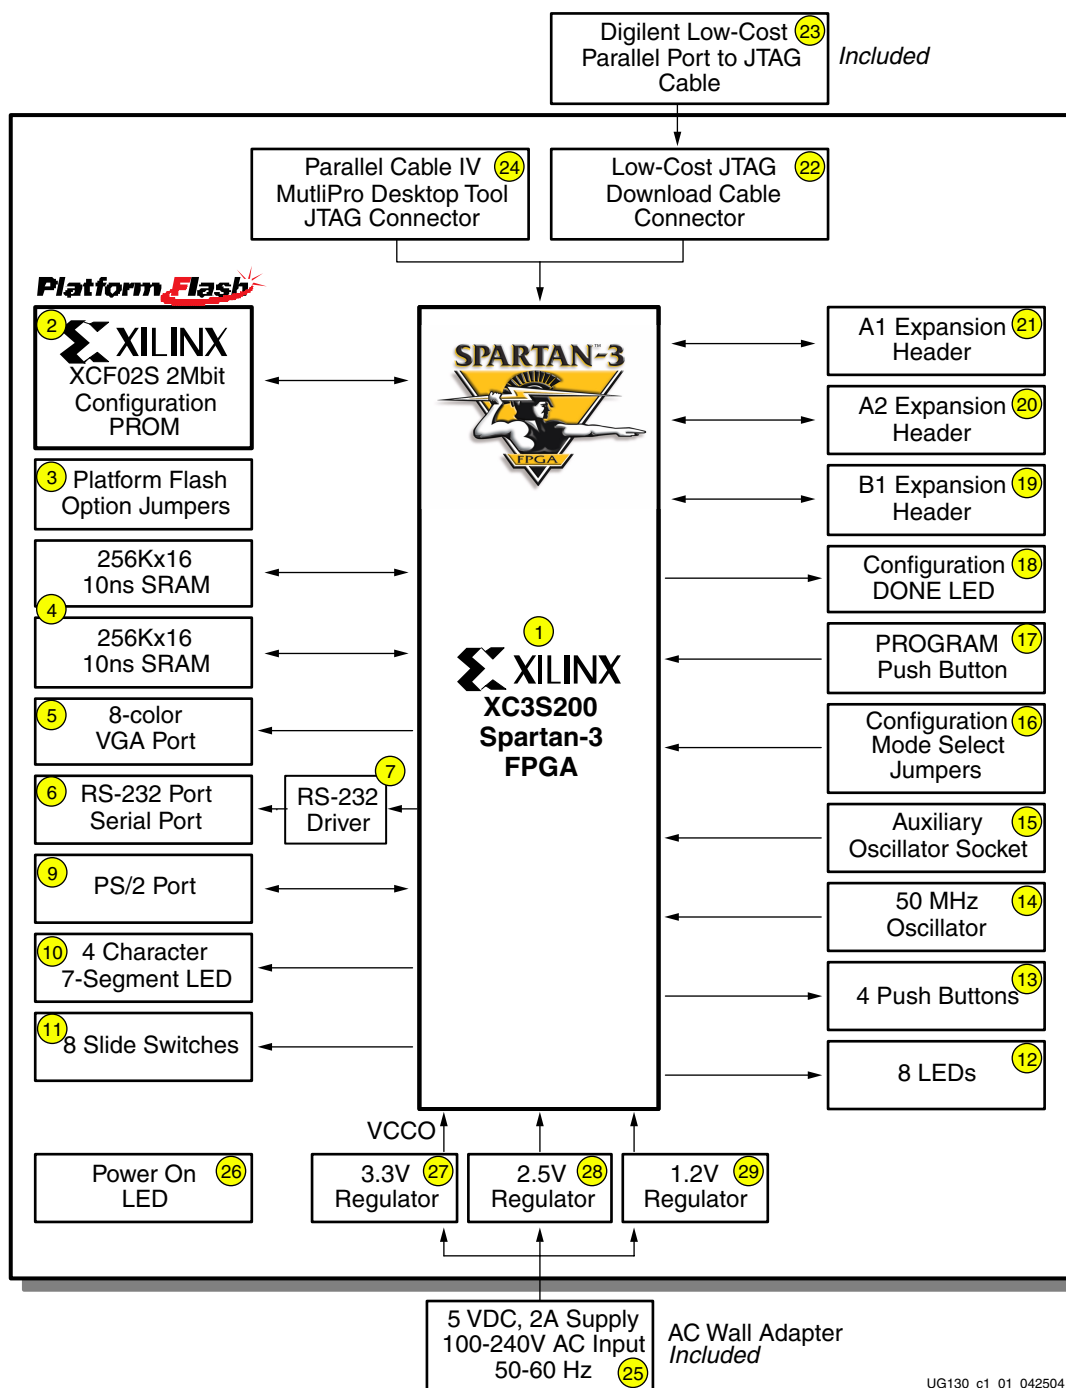 Digilent Low-Cost 23
Parallel Port to JTAG
Cable
Included
Parallel Cable IV 24
MutliPro Desktop Tool
JTAG Connector
Low-Cost JTAG 22
Download Cable
Connector
Platform Flash
2 XILINX
XCF02S 2Mbit
Configuration
PROM
3 Platform Flash
Option Jumpers
256Kx16
10ns SRAM
4
256Kx16
10ns SRAM
5 8-color
VGA Port
6 RS-232 Port
Serial Port
7
RS-232
Driver
9 PS/2 Port
10 4 Character
7-Segment LED
11 8 Slide Switches
SPARTAN™-3
FPGA
1
XILINX
XC3S200
Spartan-3
FPGA
A1 Expansion 21
Header
A2 Expansion 20
Header
B1 Expansion 19
Header
Configuration 18
DONE LED
PROGRAM 17
Push Button
Configuration 16
Mode Select
Jumpers
Auxiliary 15
Oscillator Socket
50 MHz 14
Oscillator
4 Push Buttons 13
8 LEDs 12
VCCO
Power On 26
LED
3.3V 27
Regulator
2.5V 28
Regulator
1.2V 29
Regulator
5 VDC, 2A Supply
100-240V AC Input
50-60 Hz 25
AC Wall Adapter
Included
UG130_c1_01_042504